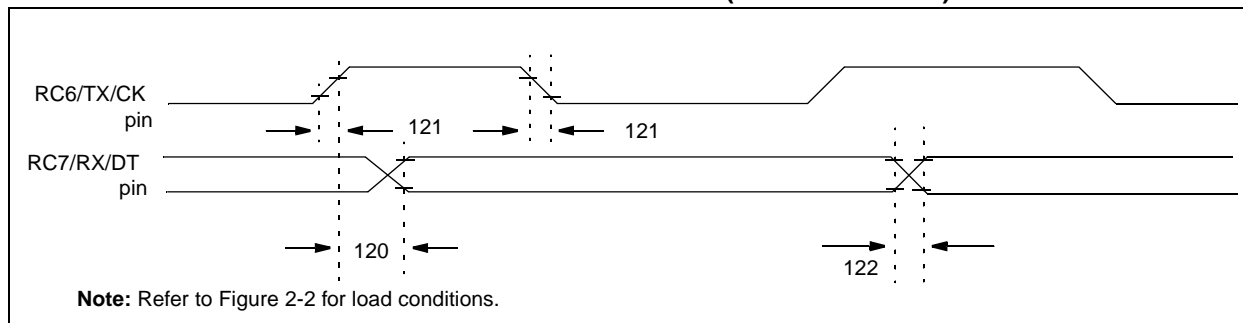 RC6/TX/CK
pin
121
121
RC7/RX/DT
pin
120
122
Note: Refer to Figure 2-2 for load conditions.